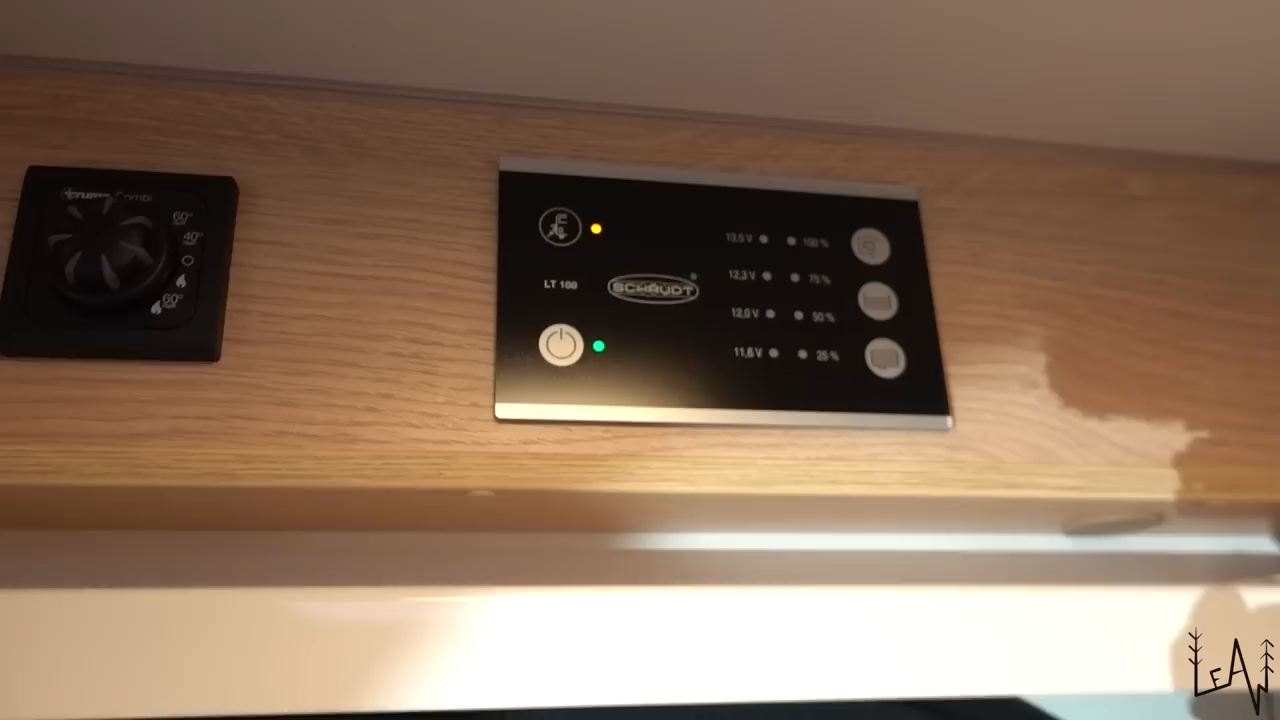 truma Combi
60°
40°
60°
LT 100
SCHAUDT
®
13,5 V 100 %
12,3 V 75 %
12,0 V 50 %
11,6 V 25 %
LEAW